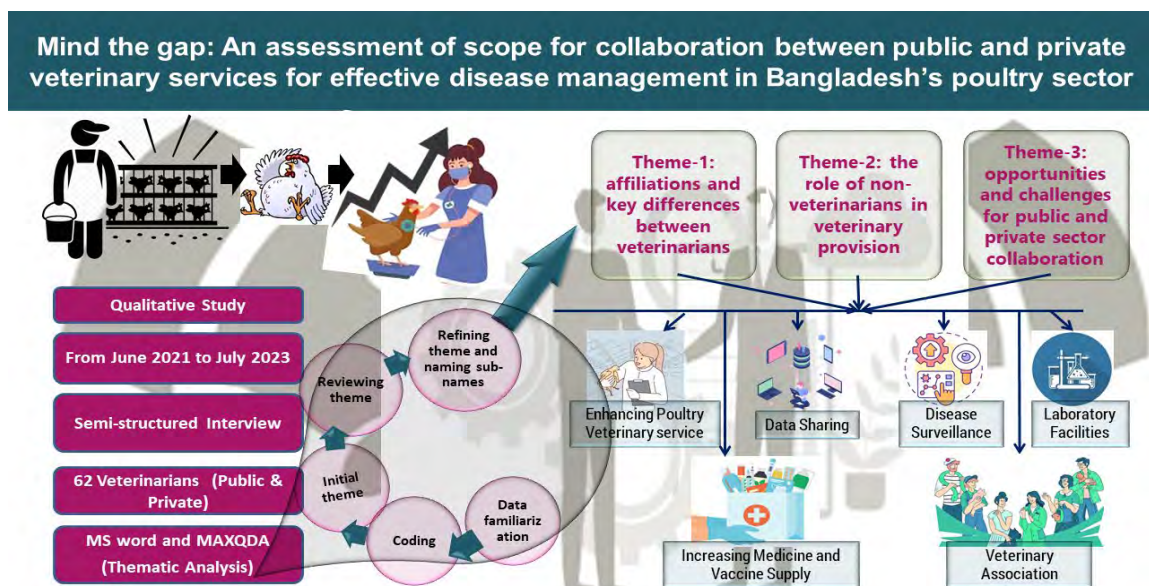 Mind the gap: An assessment of scope for collaboration between public and private
veterinary services for effective disease management in Bangladesh's poultry sector
Theme-1:
affiliations and
key differences
between
veterinarians
Theme-2: the
role of non-
veterinarians in
veterinary
provision
Theme-3:
opportunities
and challenges
for public and
private sector
collaboration
Qualitative Study
From June 2021 to July 2023
Semi-structured Interview
62 Veterinarians (Public &
Private)
MS word and MAXQDA
(Thematic Analysis)
Data
familiariz
ation
Coding
Initial
theme
Reviewing
theme
Refining
theme and
naming sub-
names
Enhancing Poultry
Veterinary service
Data Sharing
Disease
Surveillance
Laboratory
Facilities
Increasing Medicine and
Vaccine Supply
Veterinary
Association